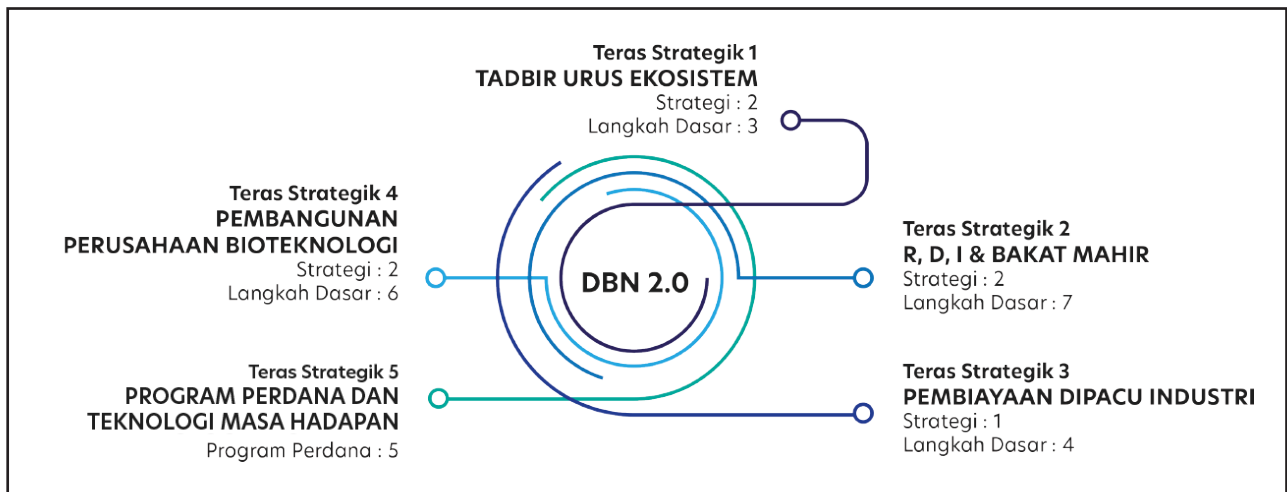 Teras Strategik 1
TADBIR URUS EKOSISTEM
Strategi : 2
Langkah Dasar : 3
Teras Strategik 4
PEMBANGUNAN
PERUSAHAAN BIOTEKNOLOGI
Strategi : 2
Langkah Dasar : 6
DBN 2.0
Teras Strategik 2
R, D, I & BAKAT MAHIR
Strategi : 2
Langkah Dasar : 7
Teras Strategik 5
PROGRAM PERDANA DAN
TEKNOLOGI MASA HADAPAN
Program Perdana : 5
Teras Strategik 3
PEMBIAYAAN DIPACU INDUSTRI
Strategi : 1
Langkah Dasar : 4